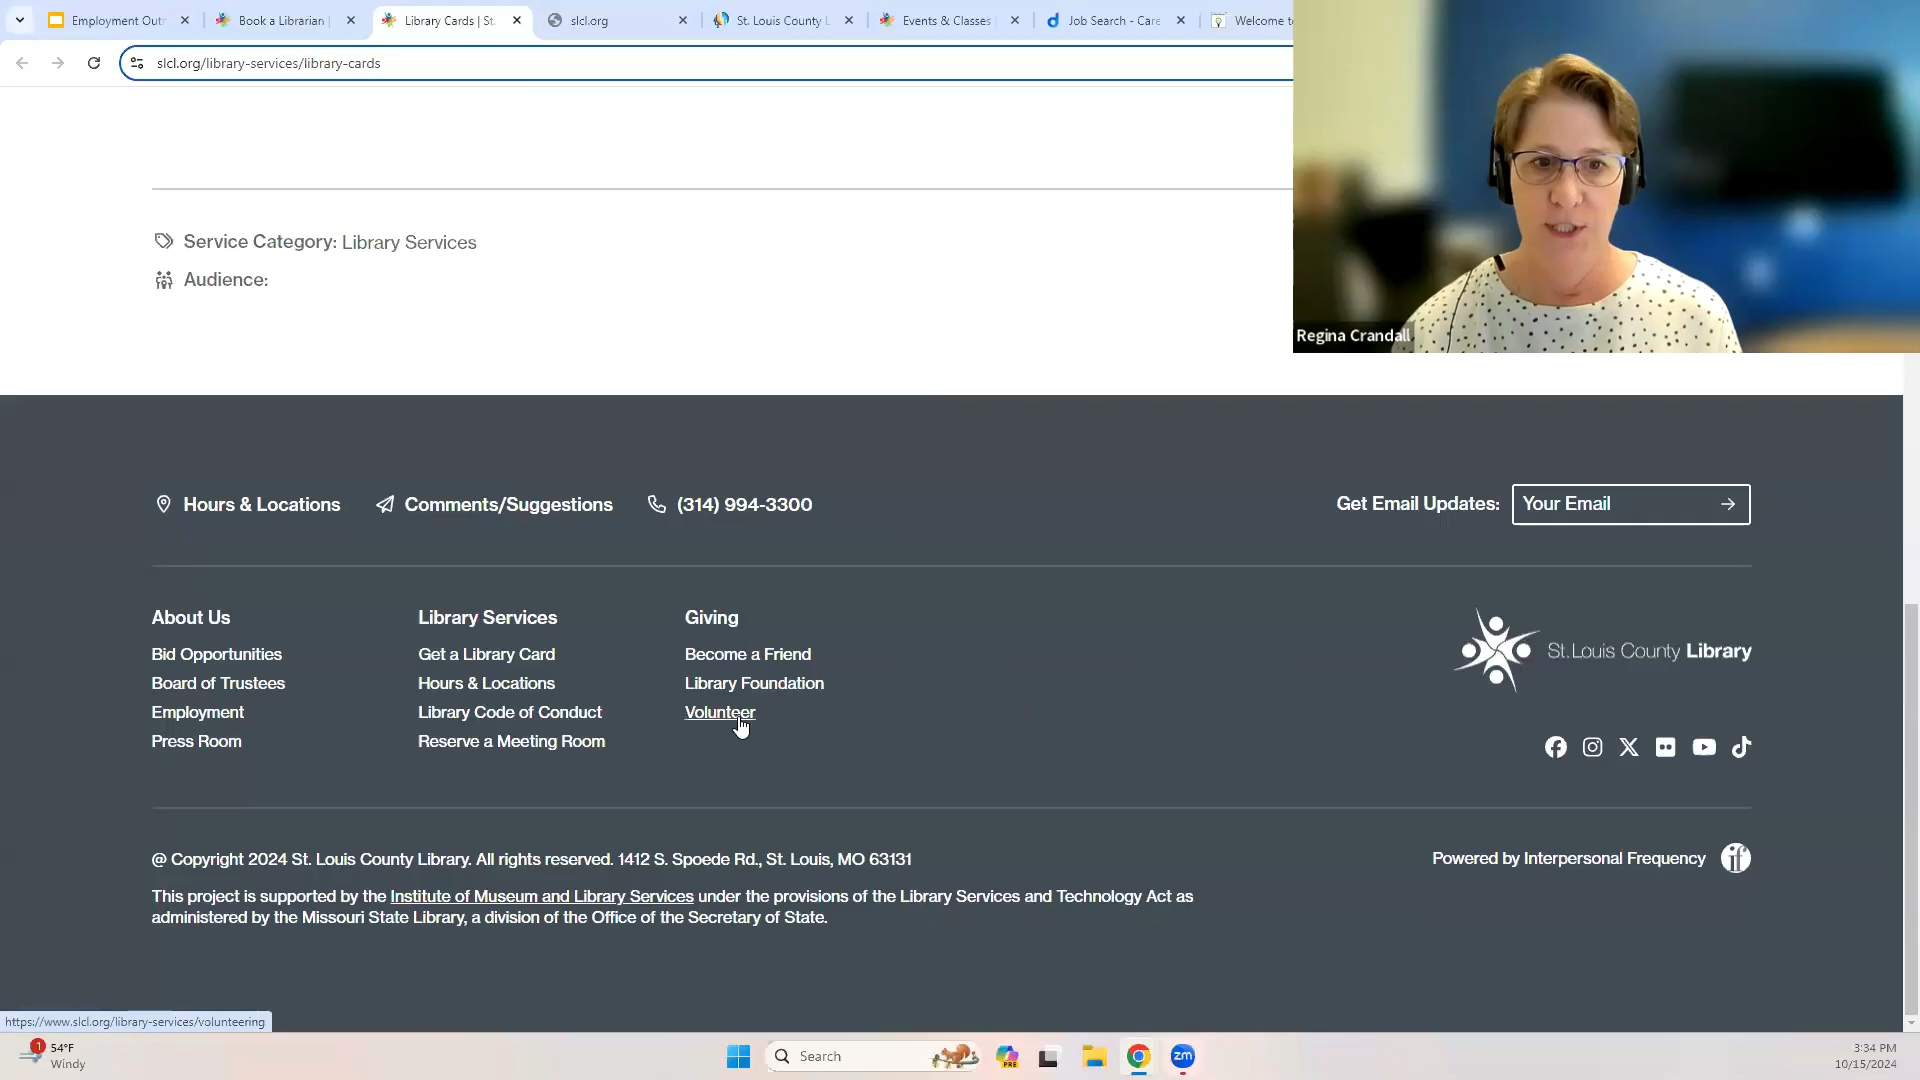 Employment Outr
Book a Librarian |
Library Cards | St.
slcl.org
St. Louis County L
Events & Classes
Job Search - Care
Welcome to
slcl.org/library-services/library-cards
Regina Crandall
Service Category: Library Services
Audience:
Hours & Locations
Comments/Suggestions
(314) 994-3300
Get Email Updates:
Your Email
About Us
Bid Opportunities
Board of Trustees
Employment
Press Room
Library Services
Get a Library Card
Hours & Locations
Library Code of Conduct
Reserve a Meeting Room
Giving
Become a Friend
Library Foundation
Volunteer
St. Louis County Library
@ Copyright 2024 St. Louis County Library. All rights reserved. 1412 S. Spoede Rd., St. Louis, MO 63131
Powered by Interpersonal Frequency
if
This project is supported by the Institute of Museum and Library Services under the provisions of the Library Services and Technology Act as
administered by the Missouri State Library, a division of the Office of the Secretary of State.
https://www.slcl.org/library-services/volunteering
1
54°F
Windy
Search
PRE
zm
3:34 PM
10/15/2024